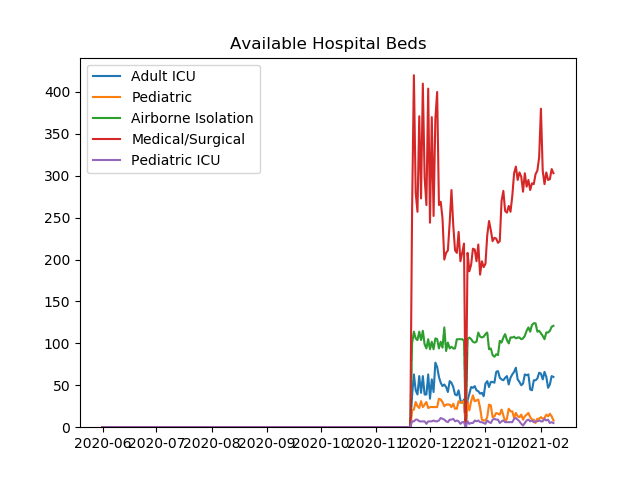 Available Hospital Beds
Adult ICU
Pediatric
Airborne Isolation
Medical/Surgical
Pediatric ICU
400
350
300
250
200
150
100
50
0
2020-06 2020-07 2020-08 2020-09 2020-10 2020-11 2020-12 2021-01 2021-02